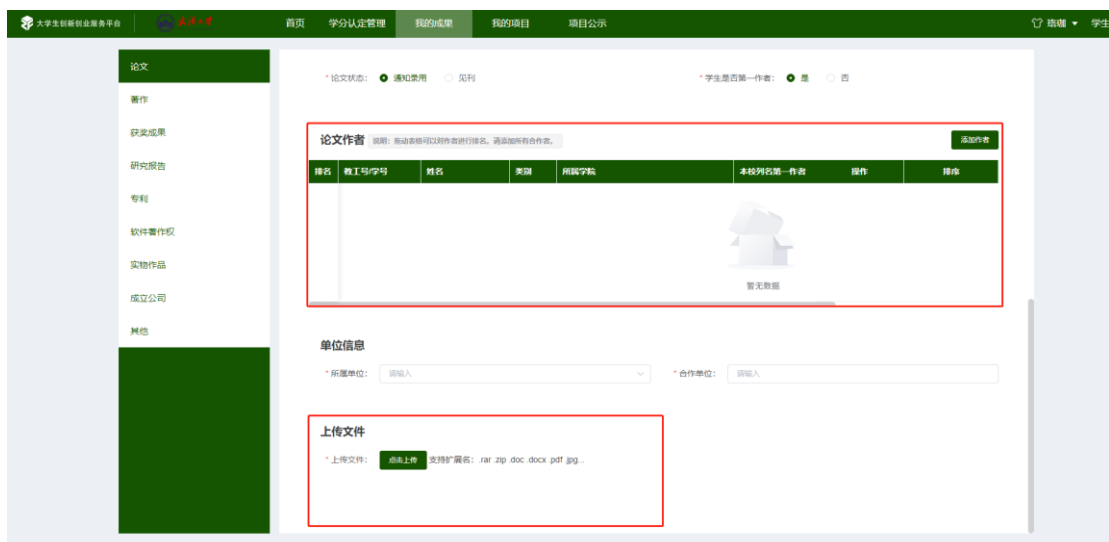 大学生创新创业服务平台
首页 学分认定管理 我的成果 我的项目 项目公示
学生
论文
著作
获奖成果
研究报告
专利
软件著作权
实物作品
成立公司
其他
*论文状态： 通知录用 见刊 *学生是否第一作者： 是 否
论文作者 说明：拖动表格可以对作者进行排名，请添加所有合作者。 添加作者
排名 教工号/学号 姓名 类别 所属学院 本校列名第一作者 操作 排序
暂无数据
单位信息
*所属单位： 请输入 *合作单位： 请输入
上传文件
*上传文件： 点击上传 支持扩展名：.rar .zip .doc .docx .pdf .jpg...